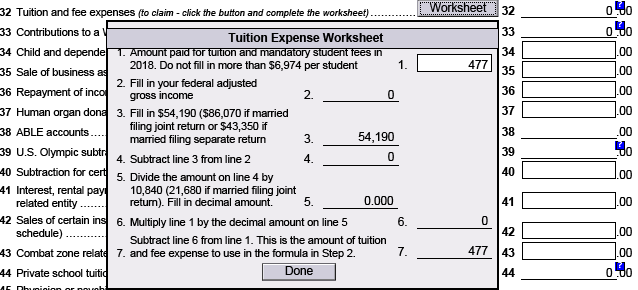 32 Tuition and fee expenses (to claim - click the button and complete the worksheet) Worksheet 32 0 .00
33 Contributions to a 33 0 .00
Tuition Expense Worksheet
34 Child and depende 34 .00
1. Amount paid for tuition and mandatory student fees in
2018. Do not fill in more than $6,974 per student 1. 477
35 Sale of business as 35 .00
2. Fill in your federal adjusted
gross income 2. 0
36 Repayment of incor 36 .00
37 Human organ dona 37 .00
3. Fill in $54,190 ($86,070 if married
filing joint return or $43,350 if
married filing separate return 3. 54,190
38 ABLE accounts 38 .00
39 U.S. Olympic subtra 39 .00
4. Subtract line 3 from line 2 4. 0
40 Subtraction for cert 40 .00
5. Divide the amount on line 4 by
10,840 (21,680 if married filing joint
return). Fill in decimal amount. 5. 0.000
41 Interest, rental payr
related entity 41 .00
6. Multiply line 1 by the decimal amount on line 5 6. 0
42 Sales of certain ins
schedule) 42 .00
Subtract line 6 from line 1. This is the amount of tuition
7. and fee expense to use in the formula in Step 2. 7. 477
43 Combat zone relate 43 .00
44 Private school tuitio Done 44 0 .00
45 Physician or psych